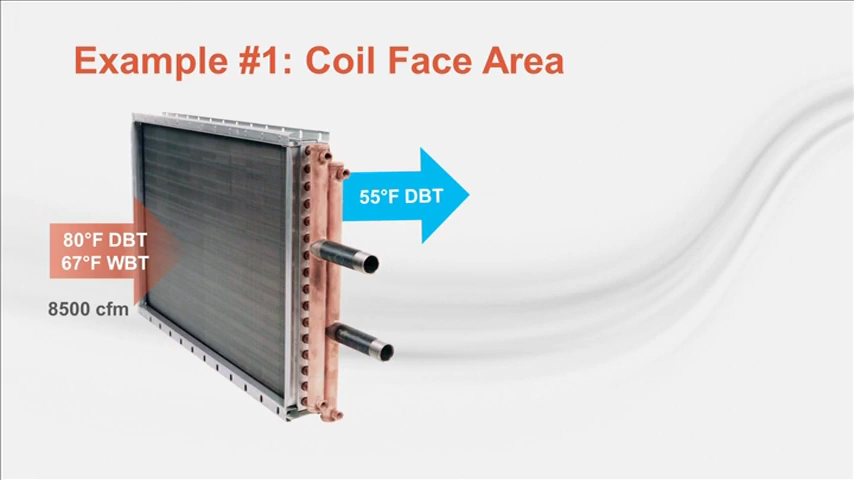 Example #1: Coil Face Area
55°F DBT
80°F DBT
67°F WBT
8500 cfm